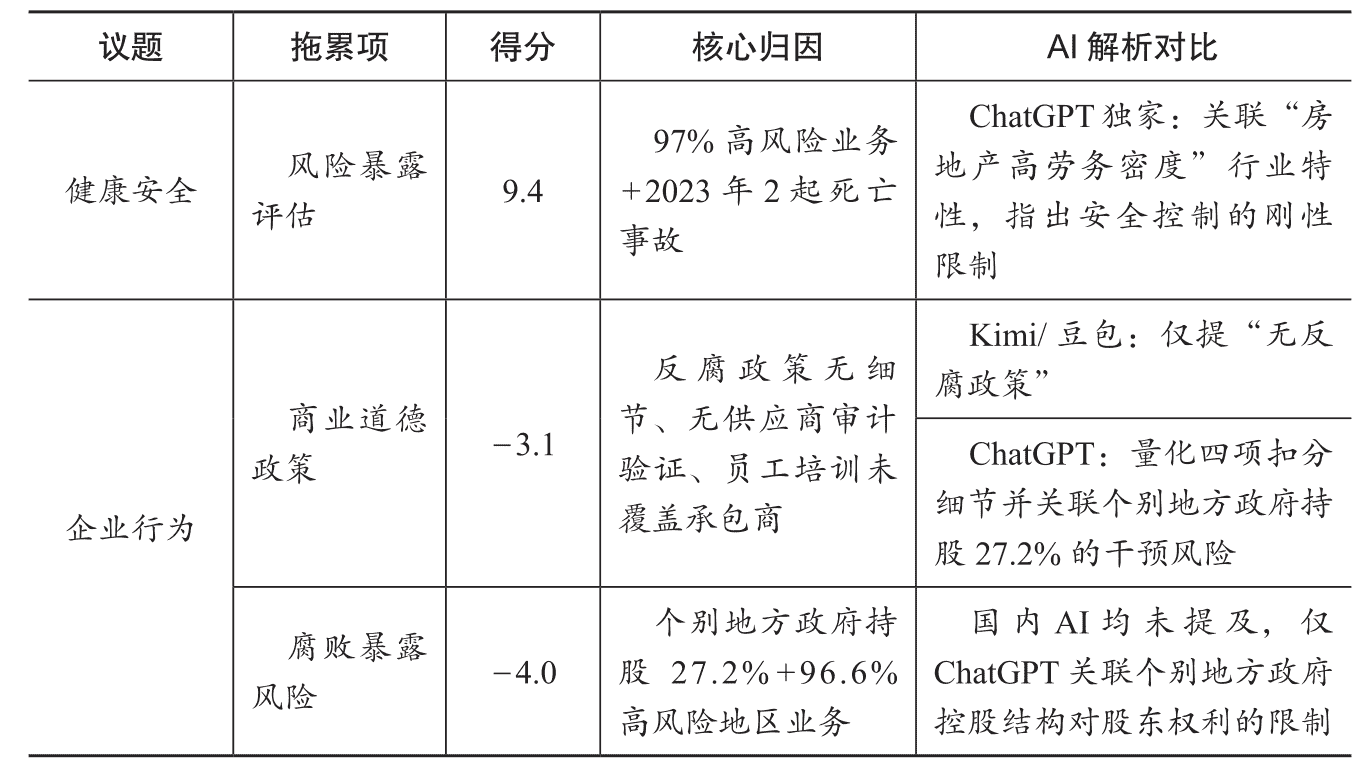 议题 拖累项 得分 核心归因 AI 解析对比
健康安全
风险暴露
评估
9.4
97% 高风险业务
+2023 年 2 起死亡
事故
ChatGPT 独家：关联“房
地产高劳务密度”行业特
性，指出安全控制的刚性
限制
企业行为
商业道德
政策
−3.1
反腐政策无细
节、无供应商审计
验证、员工培训未
覆盖承包商
Kimi/ 豆包：仅提“无反
腐政策”
ChatGPT：量化四项扣分
细节并关联个别地方政府持
股 27.2% 的干预风险
腐败暴露
风险
−4.0
个别地方政府持
股 27.2%+96.6%
高风险地区业务
国内 AI 均未提及，仅
ChatGPT 关联个别地方政府
控股结构对股东权利的限制